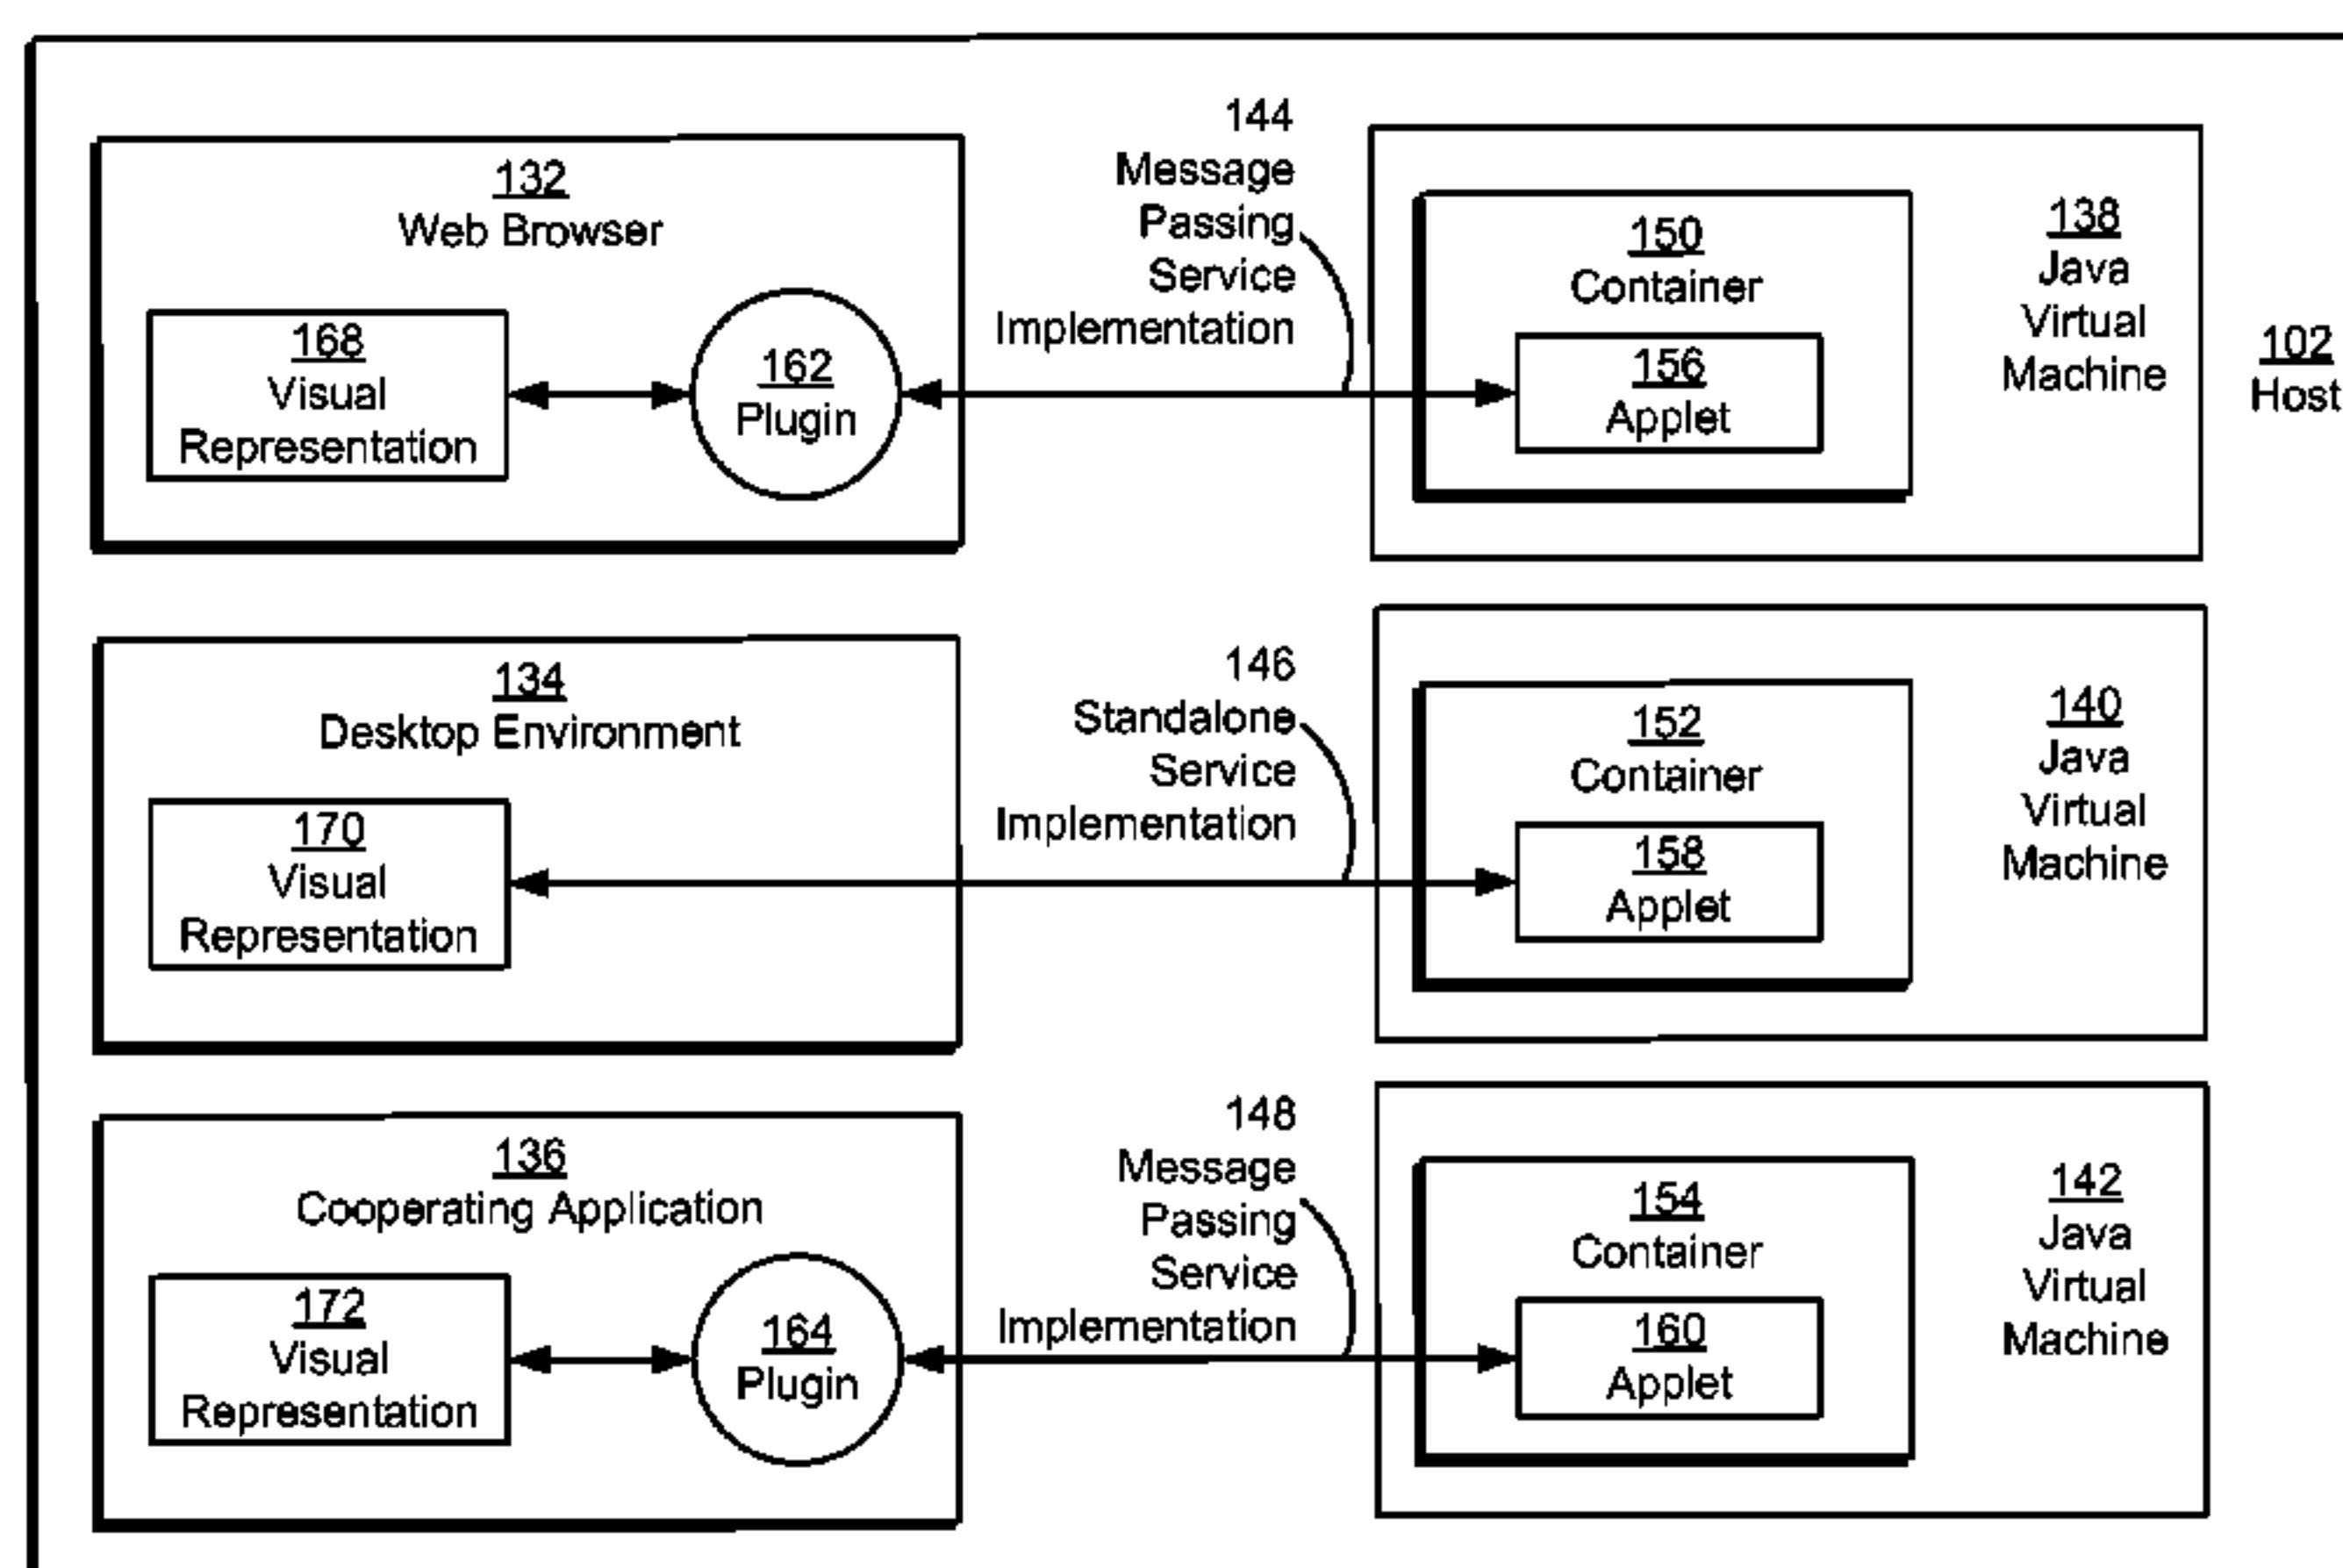 132
Web Browser
168
Visual
Representation
162
Plugin
144
Message
Passing
Service
Implementation
150
Container
156
Applet
138
Java
Virtual
Machine
102
Host
134
Desktop Environment
170
Visual
Representation
146
Standalone
Service
Implementation
152
Container
158
Applet
140
Java
Virtual
Machine
136
Cooperating Application
172
Visual
Representation
164
Plugin
148
Message
Passing
Service
Implementation
154
Container
160
Applet
142
Java
Virtual
Machine